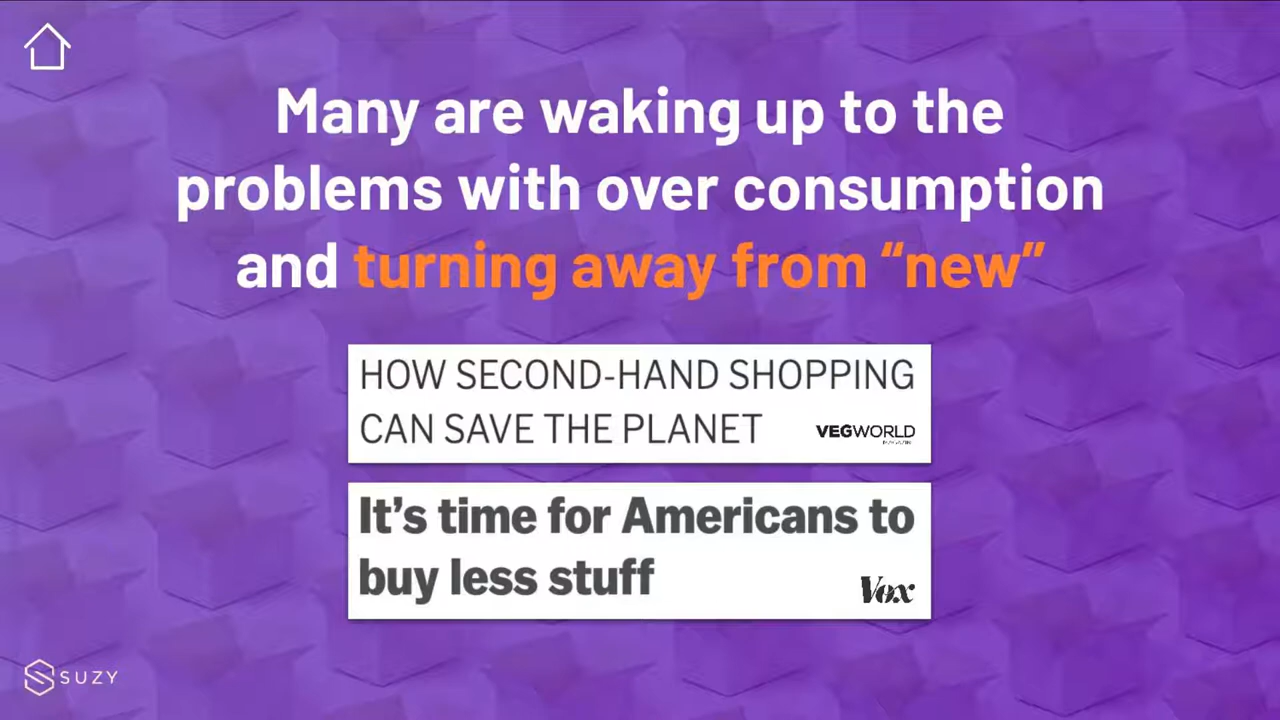 Many are waking up to the
problems with over consumption
and turning away from “new”
HOW SECOND-HAND SHOPPING
CAN SAVE THE PLANET
VEGWORLD
MAGAZINE
It’s time for Americans to
buy less stuff
Vox
SUZY